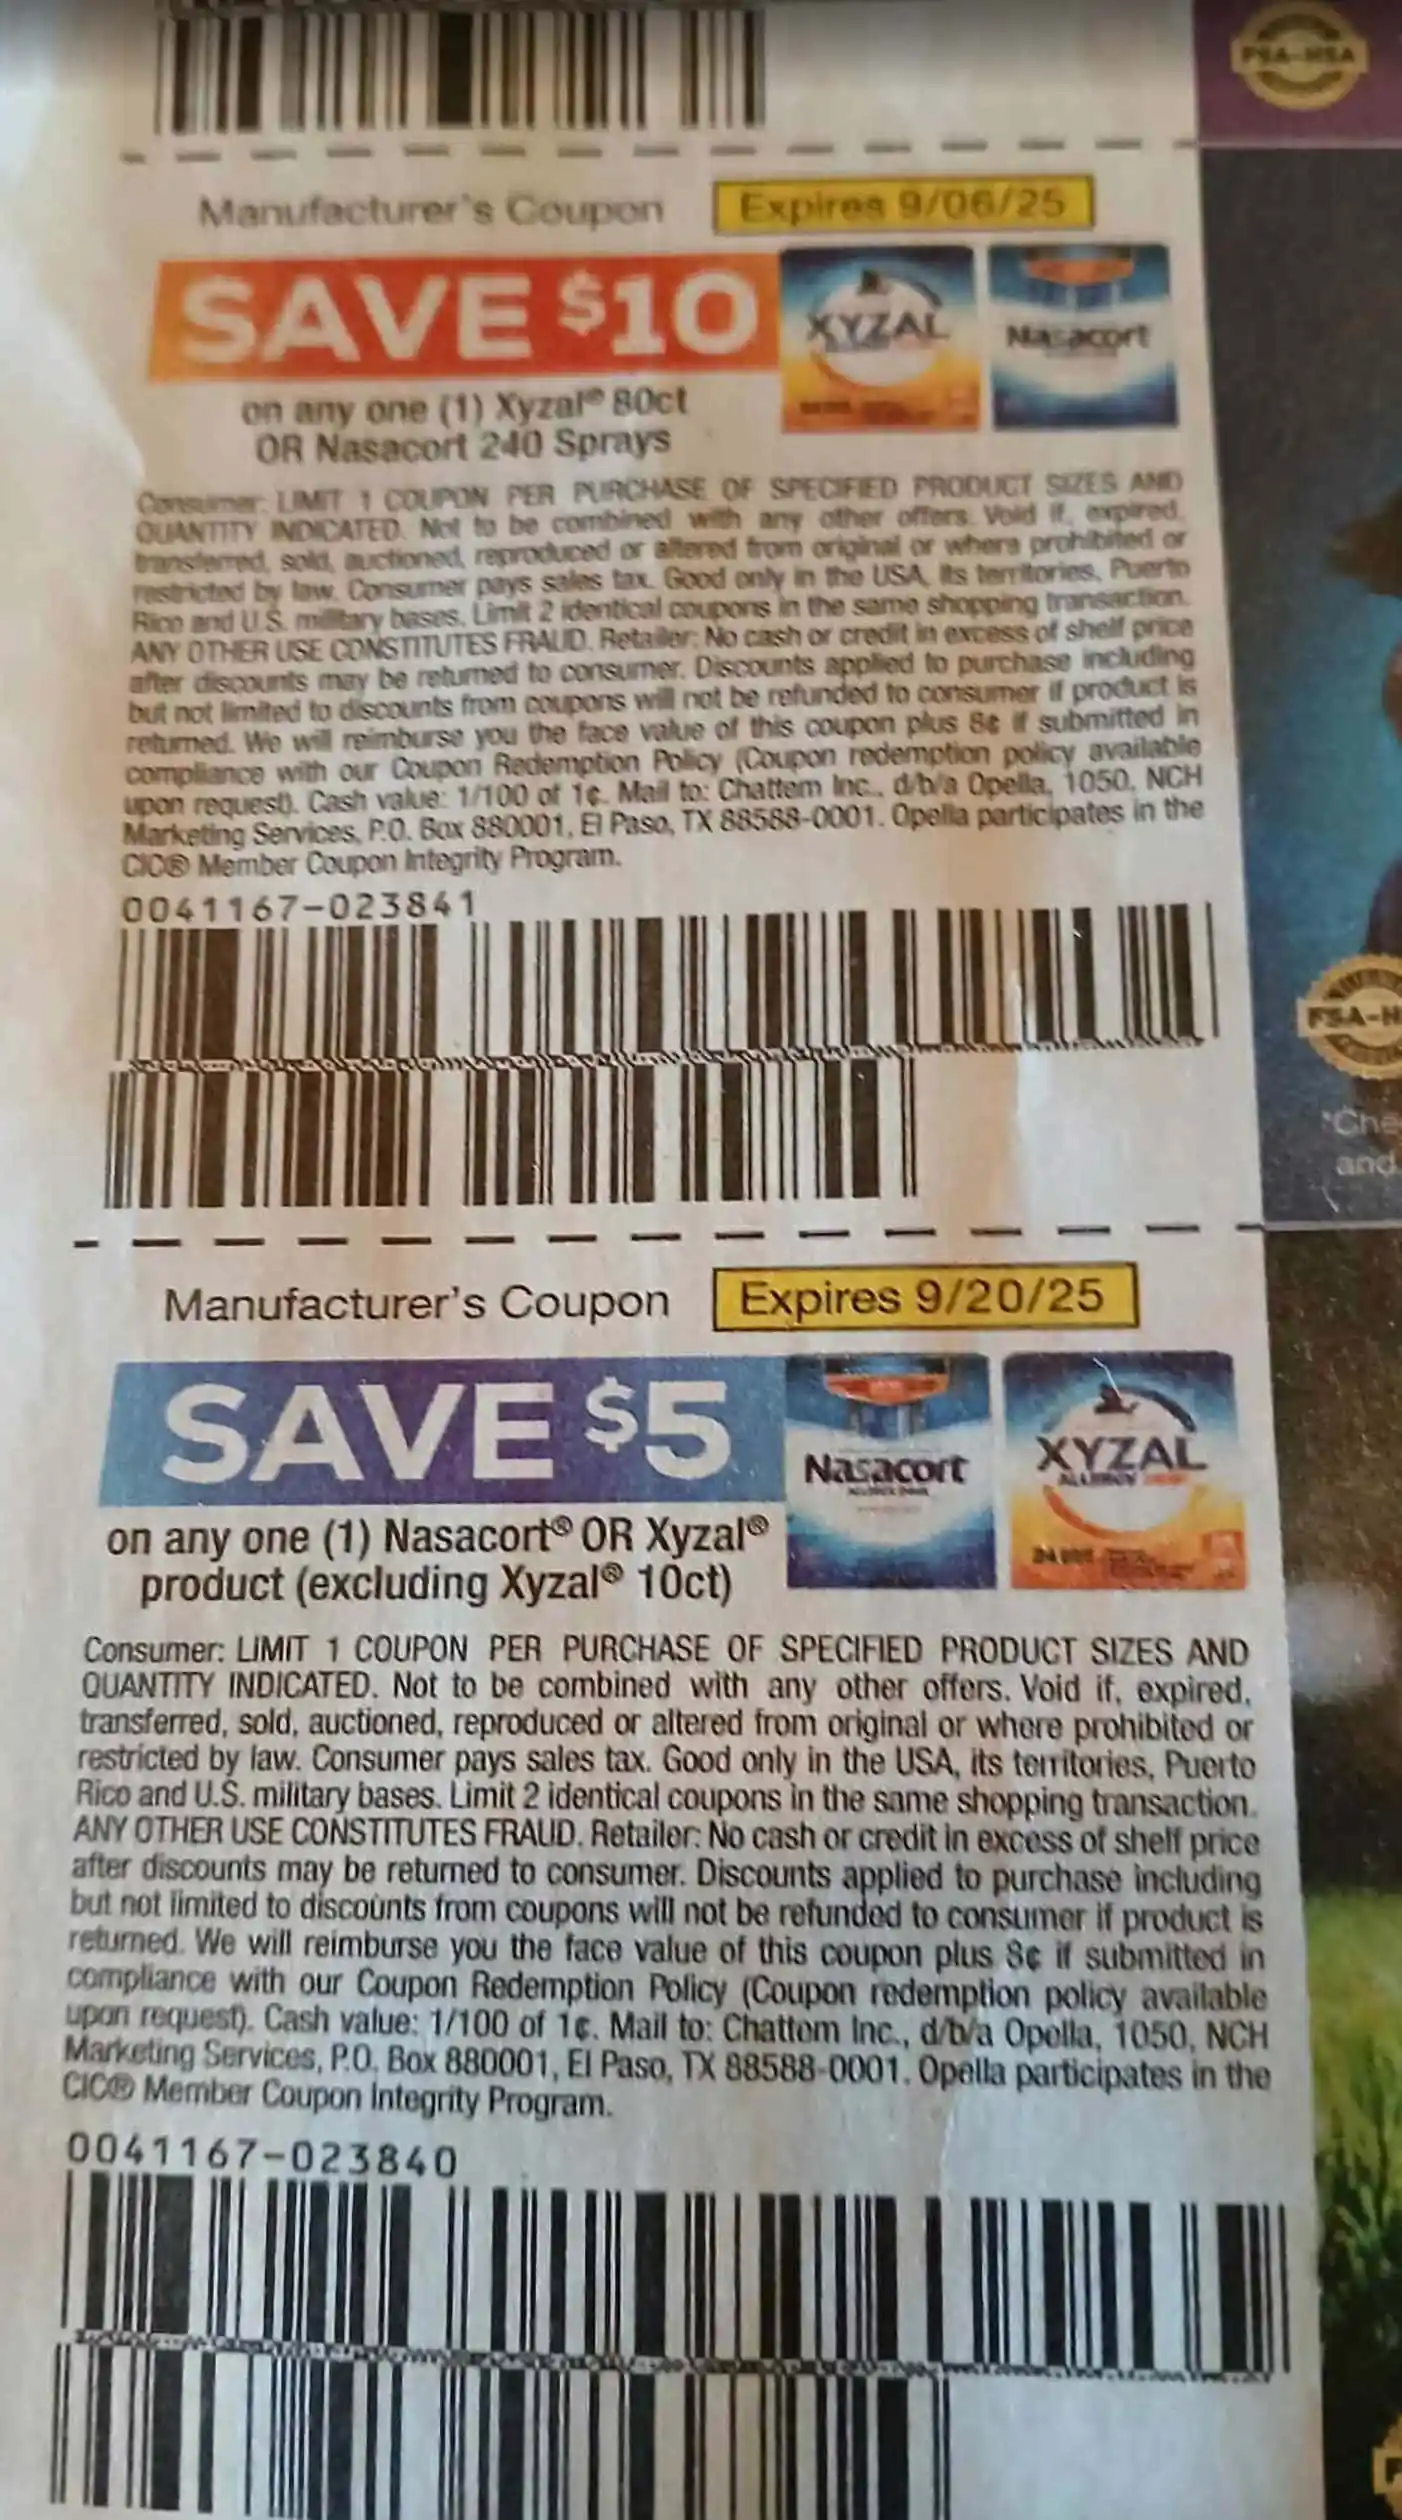 FSA-HSA
Manufacturer's Coupon
Expires 9/06/25
SAVE $10
XYZAL
Nasacort
on any one (1) Xyzal® 80ct
OR Nasacort 240 Sprays
Consumer: LIMIT 1 COUPON PER PURCHASE OF SPECIFIED PRODUCT SIZES AND
QUANTITY INDICATED. Not to be combined with any other offers. Void if, expired,
transferred, sold, auctioned, reproduced or altered from original or where prohibited or
restricted by law. Consumer pays sales tax. Good only in the USA, its territories, Puerto
Rico and U.S. military bases. Limit 2 identical coupons in the same shopping transaction.
ANY OTHER USE CONSTITUTES FRAUD. Retailer: No cash or credit in excess of shelf price
after discounts may be returned to consumer. Discounts applied to purchase including
but not limited to discounts from coupons will not be refunded to consumer if product is
returned. We will reimburse you the face value of this coupon plus 8¢ if submitted in
compliance with our Coupon Redemption Policy (Coupon redemption policy available
upon request). Cash value: 1/100 of 1¢. Mail to: Chattem Inc., d/b/a Opella, 1050, NCH
Marketing Services, P.O. Box 880001, El Paso, TX 88588-0001. Opella participates in the
CIC® Member Coupon Integrity Program.
0041167-023841
FSA-H
*Che
and
Manufacturer's Coupon
Expires 9/20/25
SAVE $5
Nasacort
XYZAL
on any one (1) Nasacort® OR Xyzal®
product (excluding Xyzal® 10ct)
Consumer: LIMIT 1 COUPON PER PURCHASE OF SPECIFIED PRODUCT SIZES AND
QUANTITY INDICATED. Not to be combined with any other offers. Void if, expired,
transferred, sold, auctioned, reproduced or altered from original or where prohibited or
restricted by law. Consumer pays sales tax. Good only in the USA, its territories, Puerto
Rico and U.S. military bases. Limit 2 identical coupons in the same shopping transaction.
ANY OTHER USE CONSTITUTES FRAUD. Retailer: No cash or credit in excess of shelf price
after discounts may be returned to consumer. Discounts applied to purchase including
but not limited to discounts from coupons will not be refunded to consumer if product is
returned. We will reimburse you the face value of this coupon plus 8¢ if submitted in
compliance with our Coupon Redemption Policy (Coupon redemption policy available
upon request). Cash value: 1/100 of 1¢. Mail to: Chattem Inc., d/b/a Opella, 1050, NCH
Marketing Services, P.O. Box 880001, El Paso, TX 88588-0001. Opella participates in the
CIC® Member Coupon Integrity Program.
0041167-023840